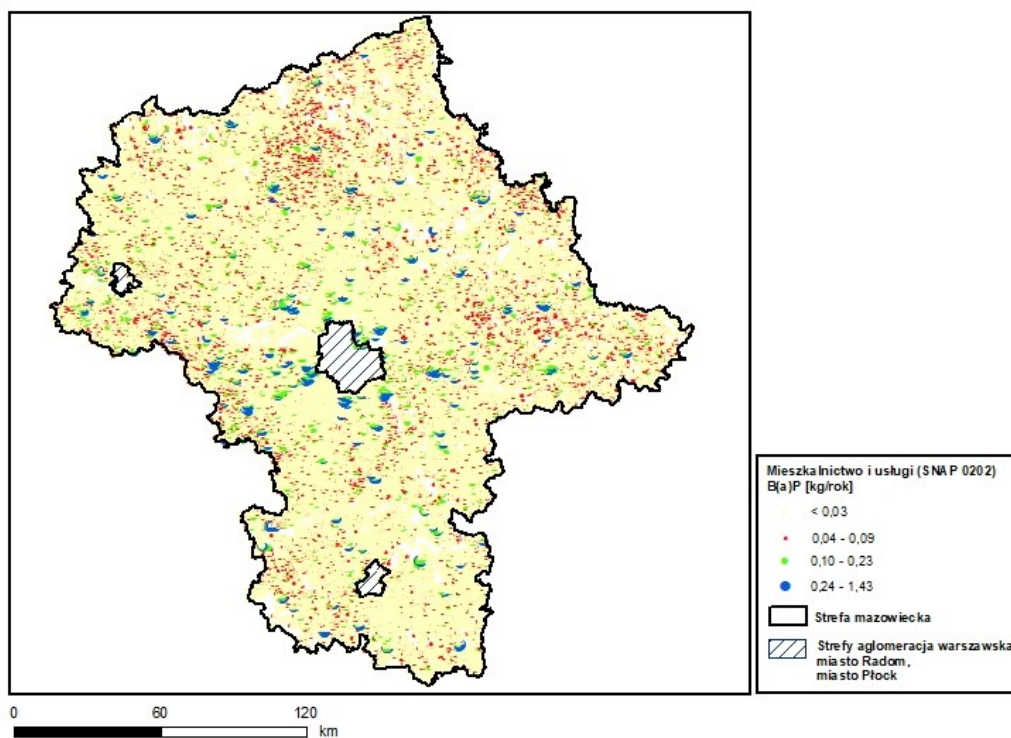 Mieszkalnictwo i usługi (SNAP 0202)
B(a)P [kg/rok]
< 0,03
0,04 - 0,09
0,10 - 0,23
0,24 - 1,43
Strefa mazowiecka
Strefy aglomeracja warszawska
miasto Radom,
miasto Płock
0 60 120
km